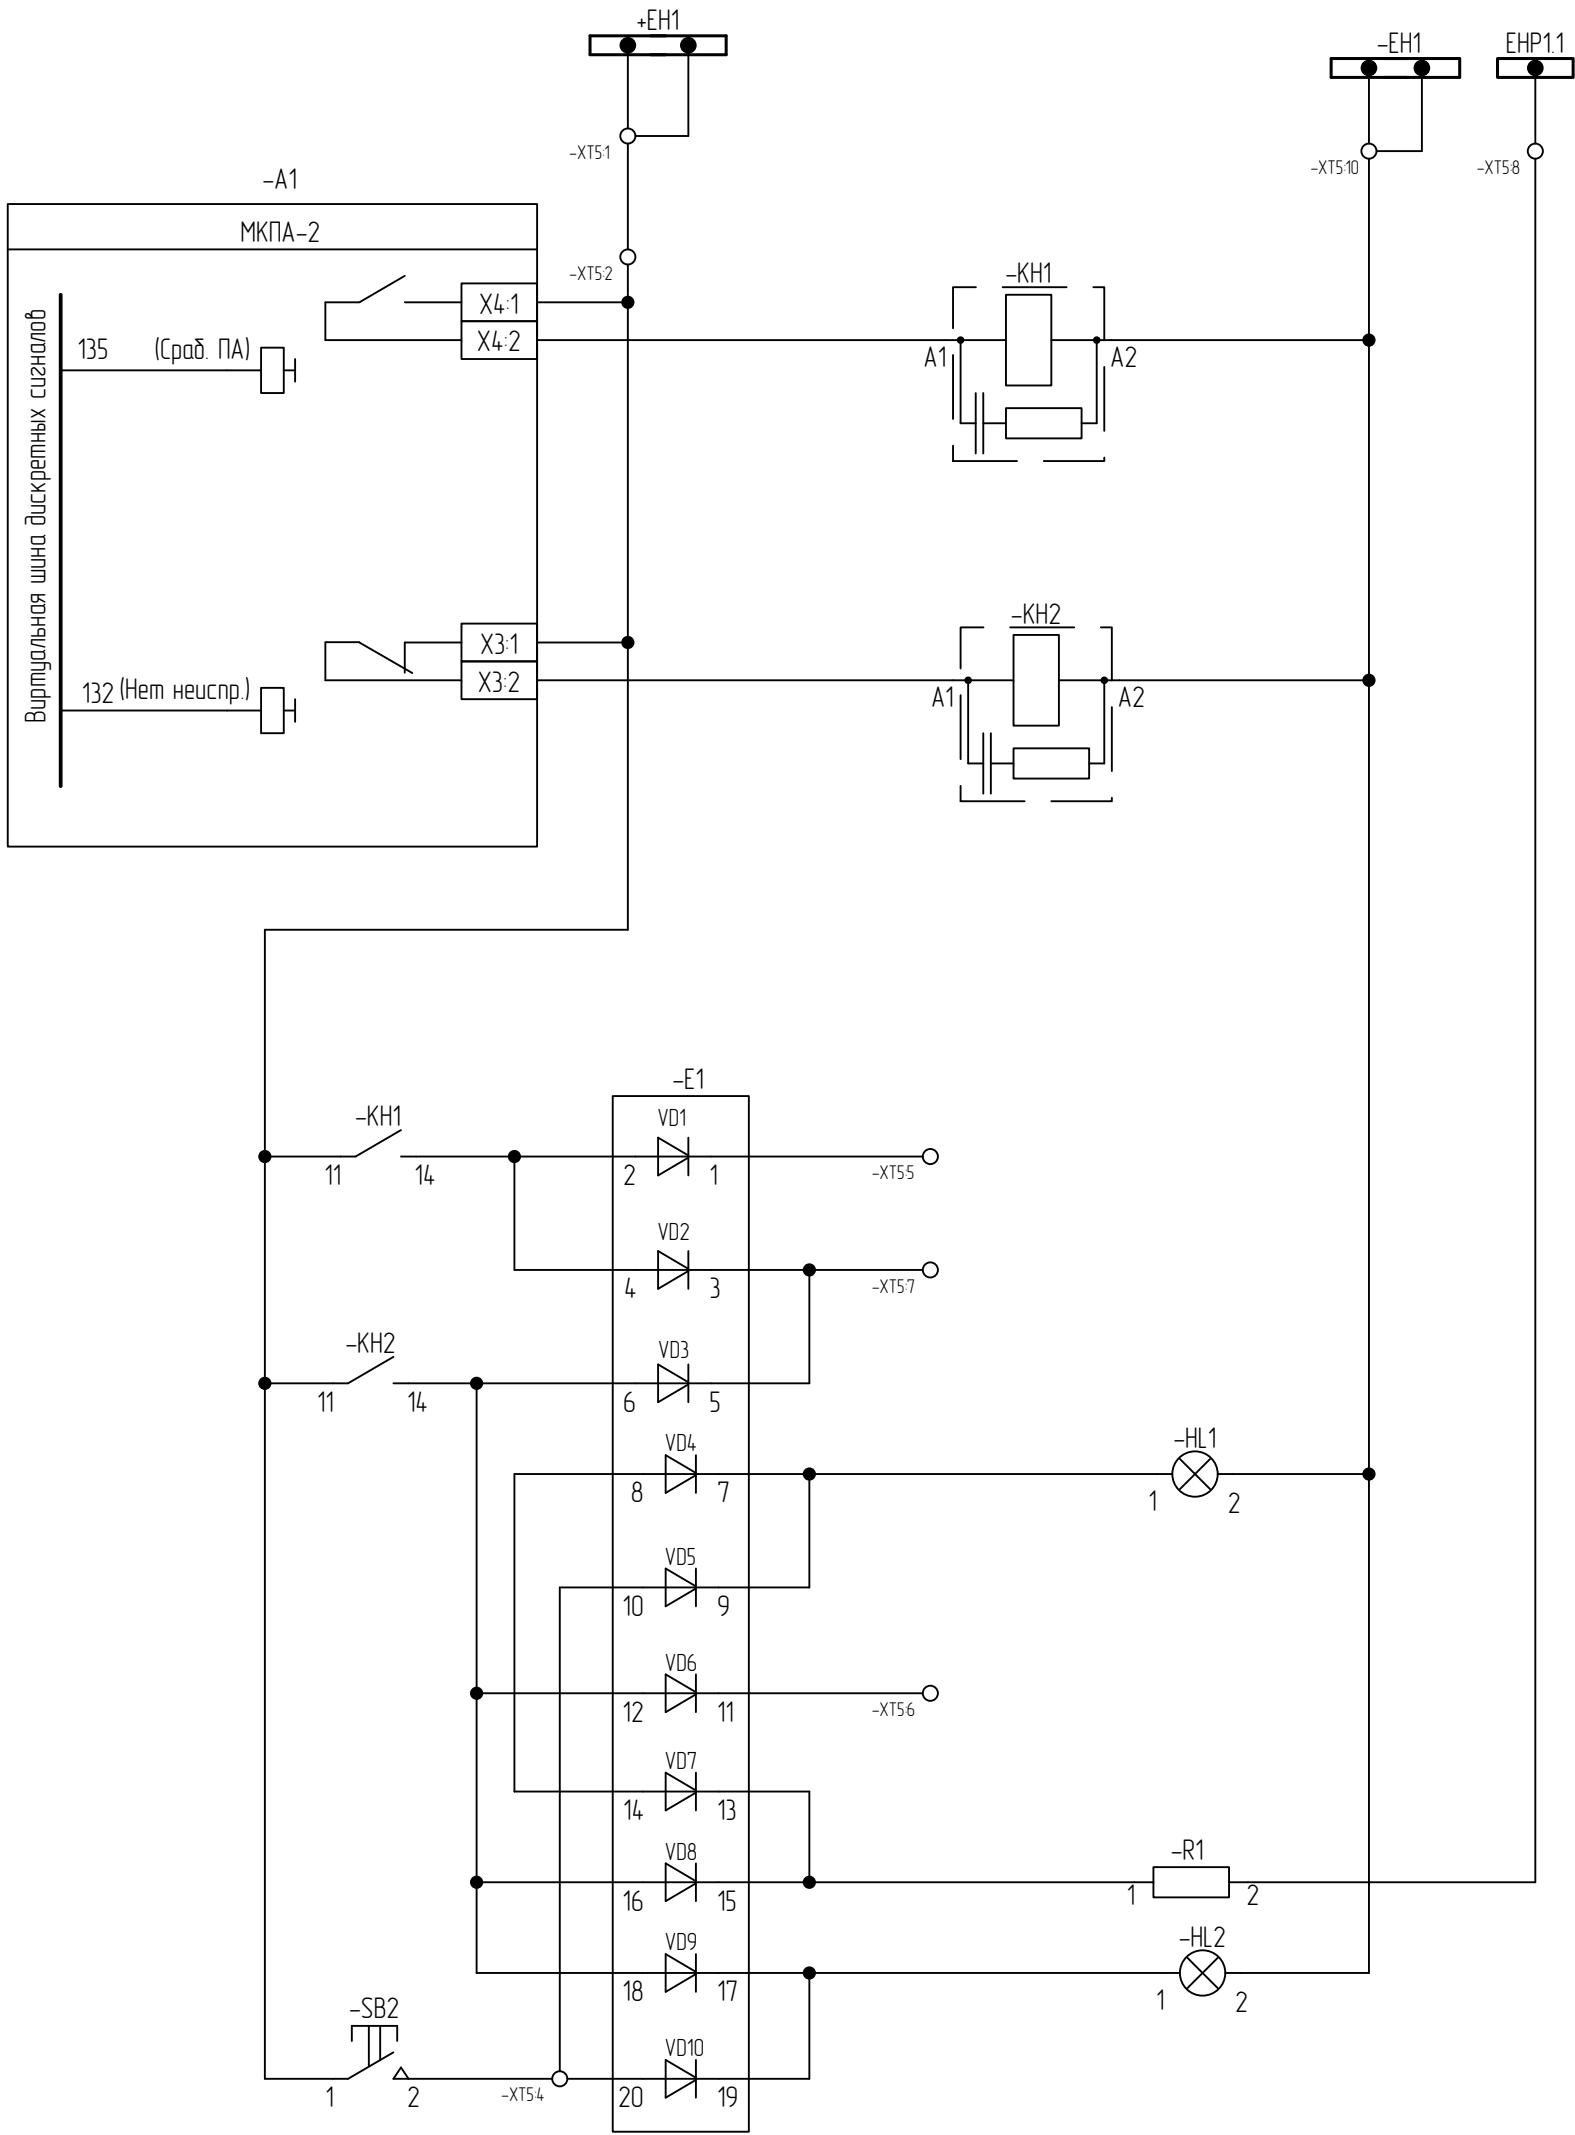 +EH1
-EH1
EHP1.1
-XT5:1
-XT5:10
-XT5:8
-A1
МКПА-2
-XT5:2
-KH1
X4:1
X4:2
135
(Сраб. ПА)
A1
A2
Виртуальная шина дискретных сигналов
-KH2
X3:1
X3:2
132
(Нет неиспр.)
A1
A2
-E1
-KH1
VD1
11
14
2
1
-XT5:5
VD2
4
3
-XT5:7
-KH2
VD3
11
14
6
5
VD4
-HL1
8
7
1
2
VD5
10
9
VD6
12
11
-XT5:6
VD7
14
13
VD8
-R1
16
15
1
2
VD9
-HL2
18
17
1
2
-SB2
VD10
1
2
-XT5:4
20
19